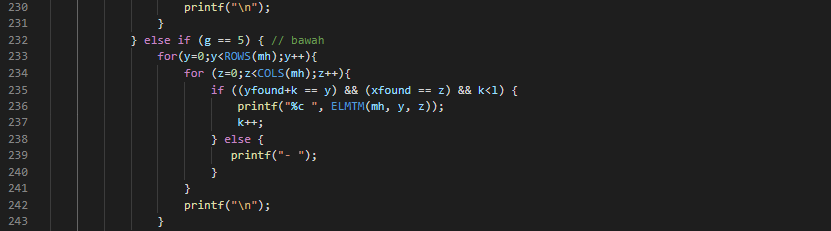 230 printf("\n");
231 }
232 } else if (g == 5) { // bawah
233 for(y=0;y<ROWS(mh);y++){
234 for (z=0;z<COLS(mh);z++){
235 if ((yfound+k == y) && (xfound == z) && k<l) {
236 printf("%c ", ELMTM(mh, y, z));
237 k++;
238 } else {
239 printf("- ");
240 }
241 }
242 printf("\n");
243 }